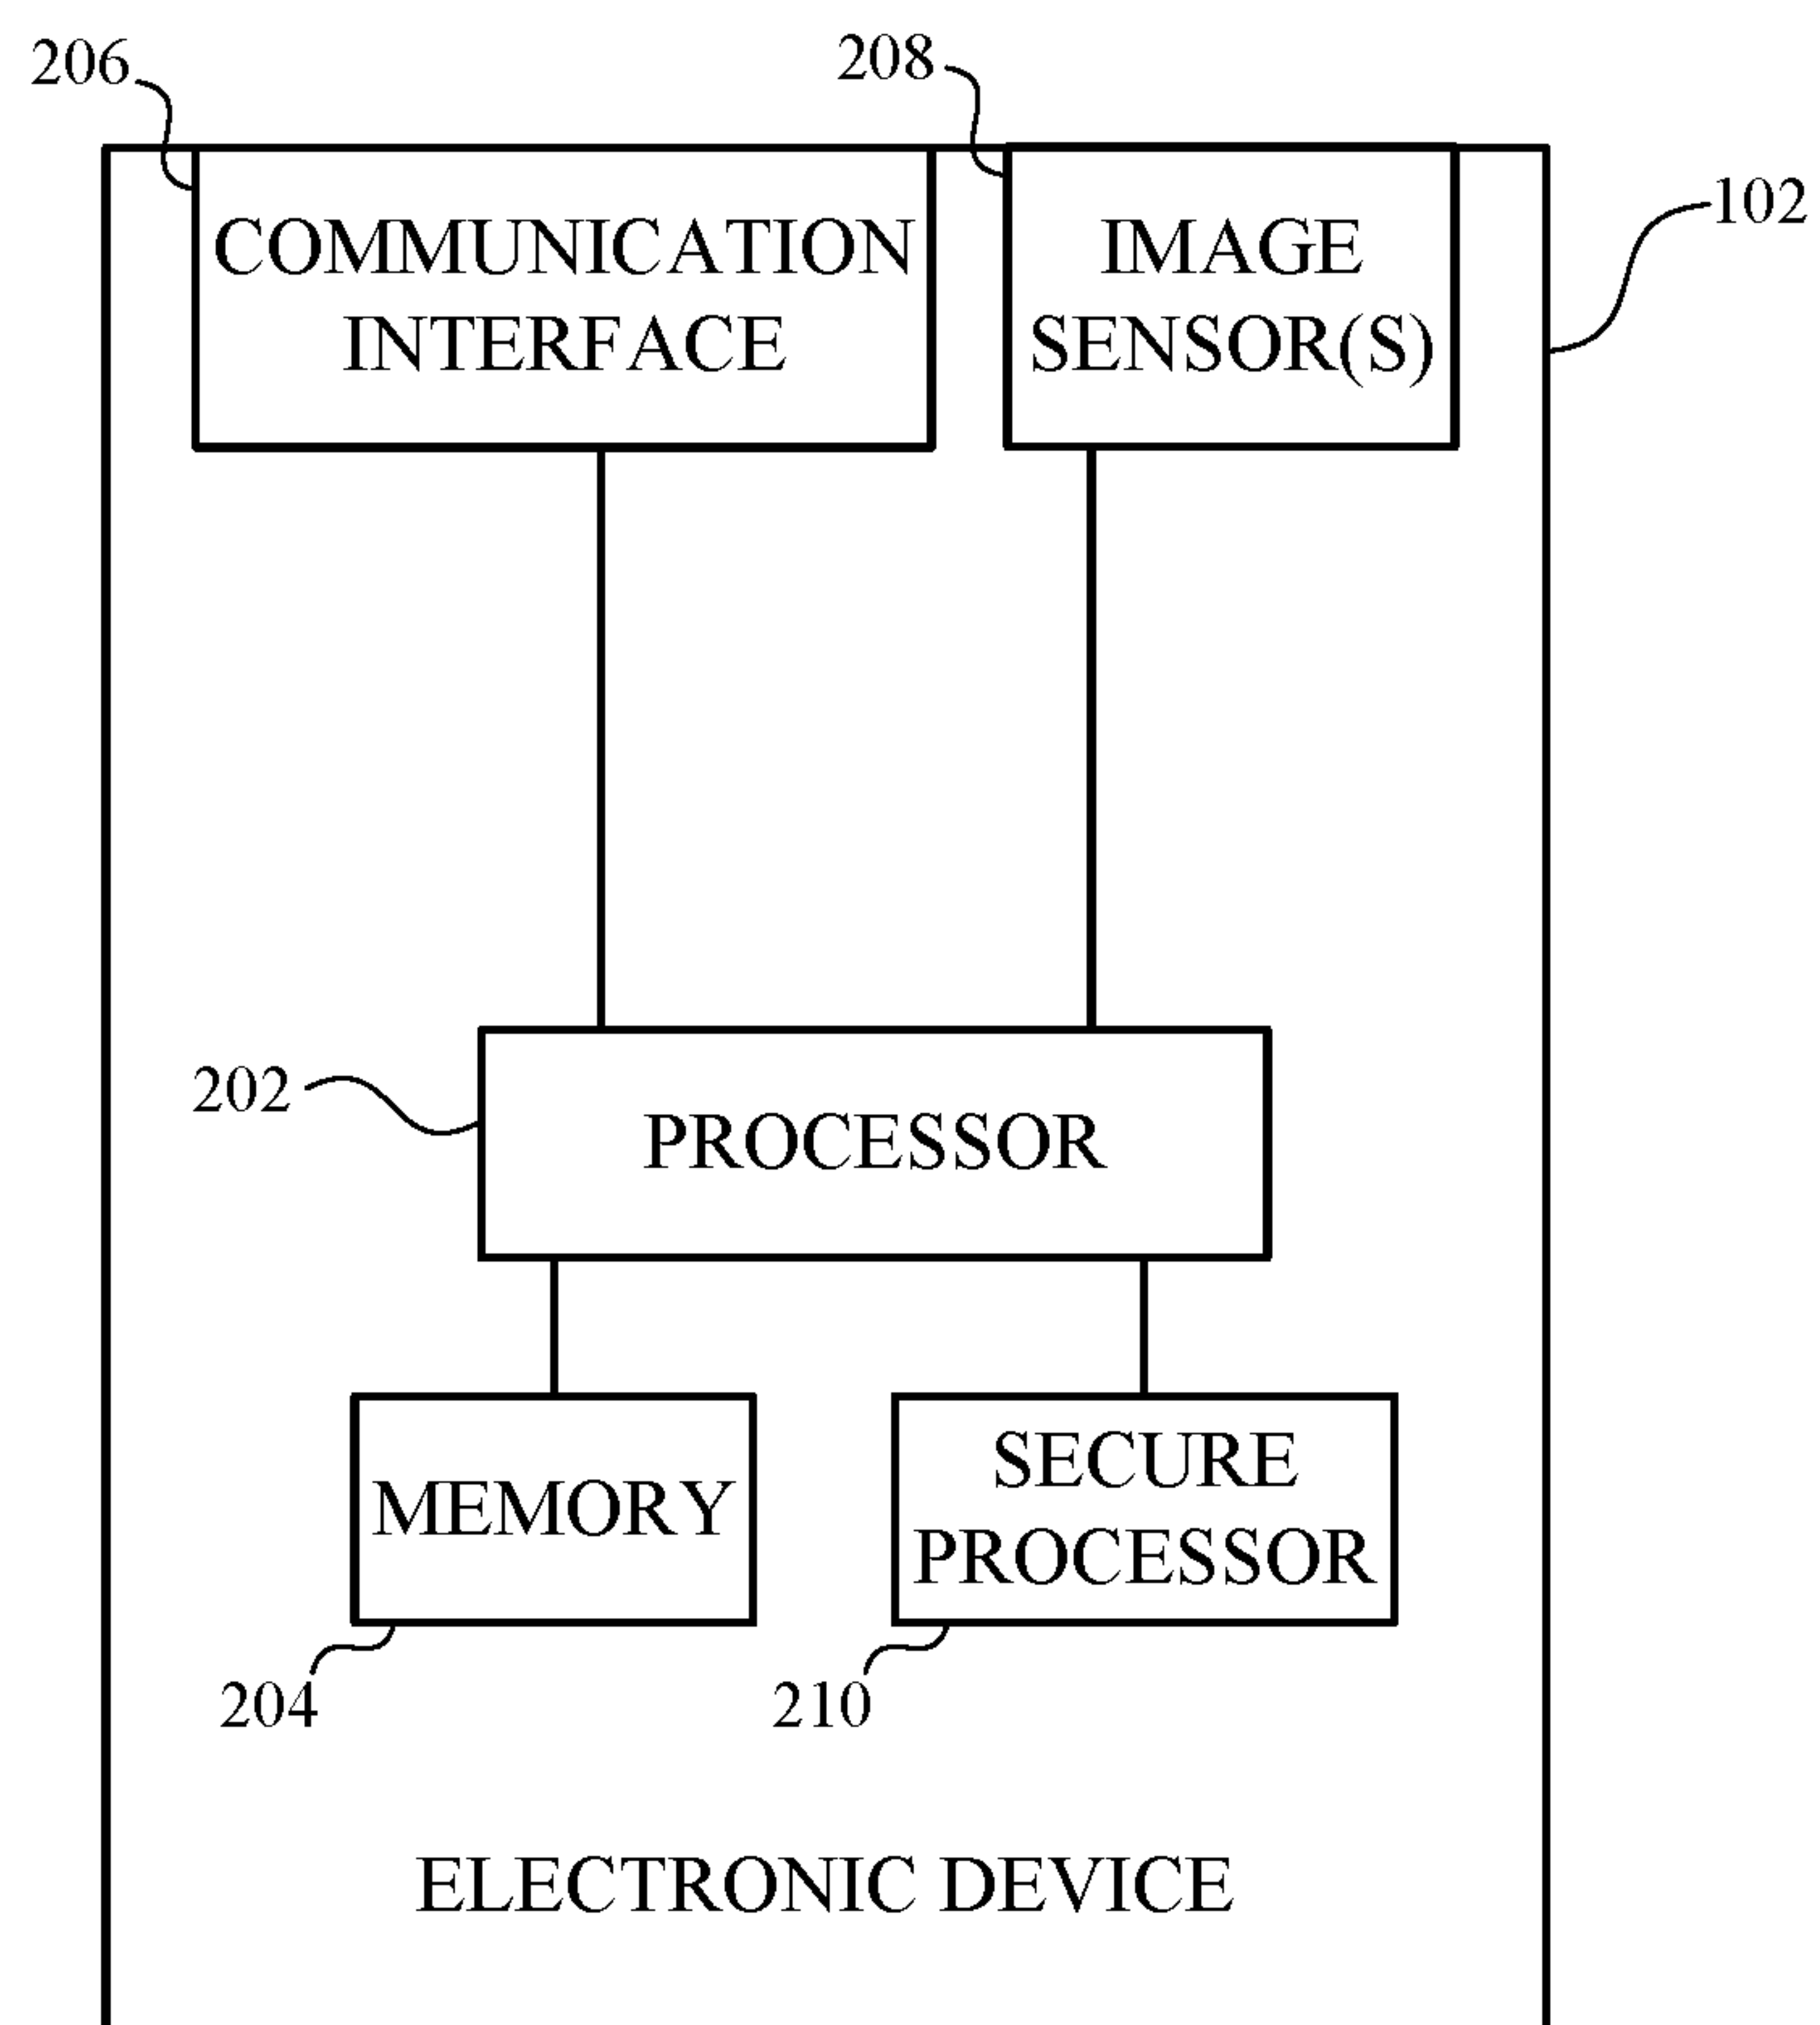 206
208
102
COMMUNICATION
INTERFACE
IMAGE
SENSOR(S)
202
PROCESSOR
MEMORY
SECURE
PROCESSOR
204
210
ELECTRONIC DEVICE